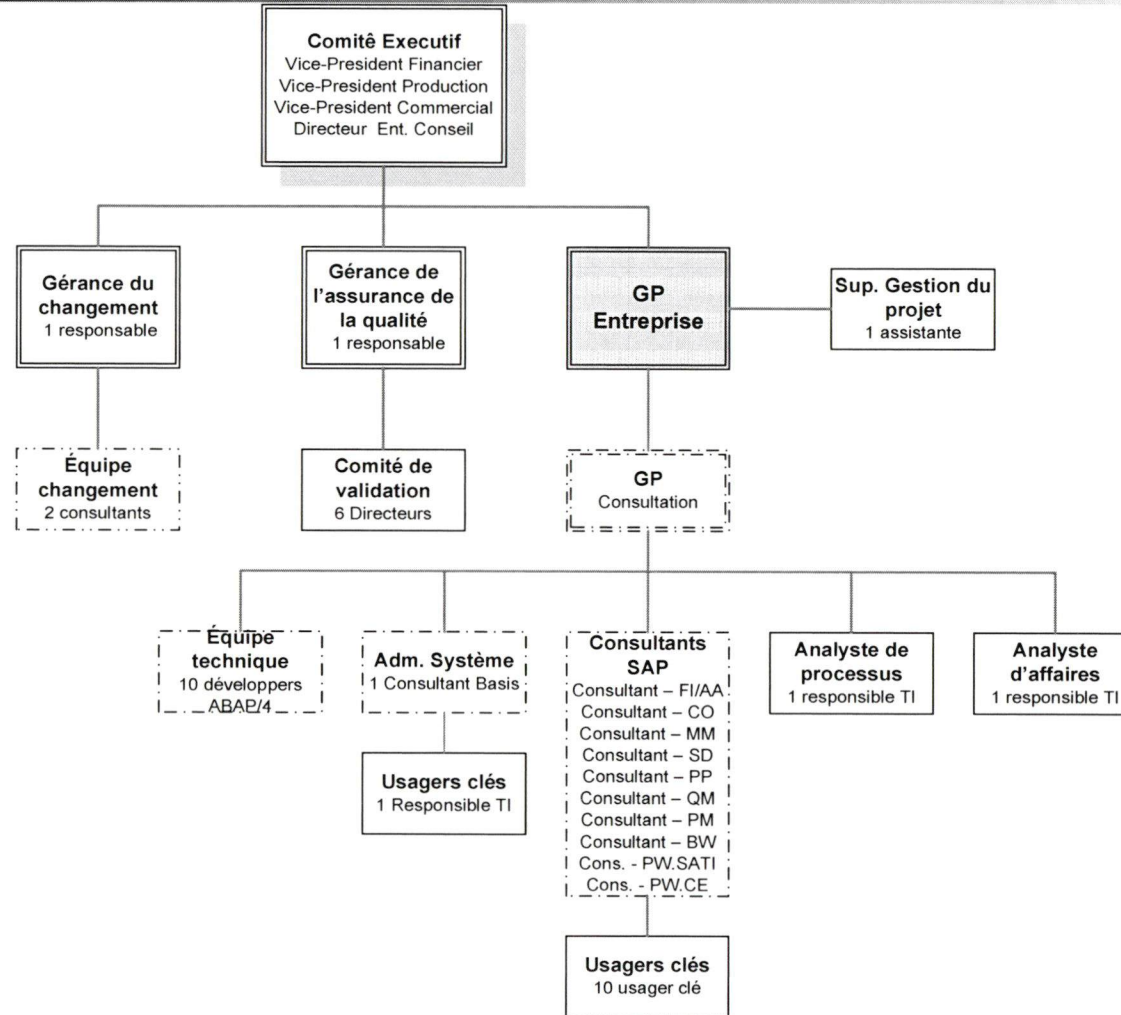 Comitê Executif
Vice-President Financier
Vice-President Production
Vice-President Commercial
Directeur Ent. Conseil
Gérance du
changement
1 responsable
Gérance de
l'assurance de
la qualité
1 responsable
GP
Entreprise
Sup. Gestion du
projet
1 assistante
Équipe
changement
2 consultants
Comité de
validation
6 Directeurs
GP
Consultation
Équipe
technique
10 développers
ABAP/4
Adm. Système
1 Consultant Basis
Usagers clés
1 Responsible TI
Consultants
SAP
Consultant – FI/AA
Consultant – CO
Consultant – MM
Consultant – SD
Consultant – PP
Consultant – QM
Consultant – PM
Consultant – BW
Cons. - PW.SATI
Cons. - PW.CE
Usagers clés
10 usager clé
Analyste de
processus
1 responsible TI
Analyste
d'affaires
1 responsible TI